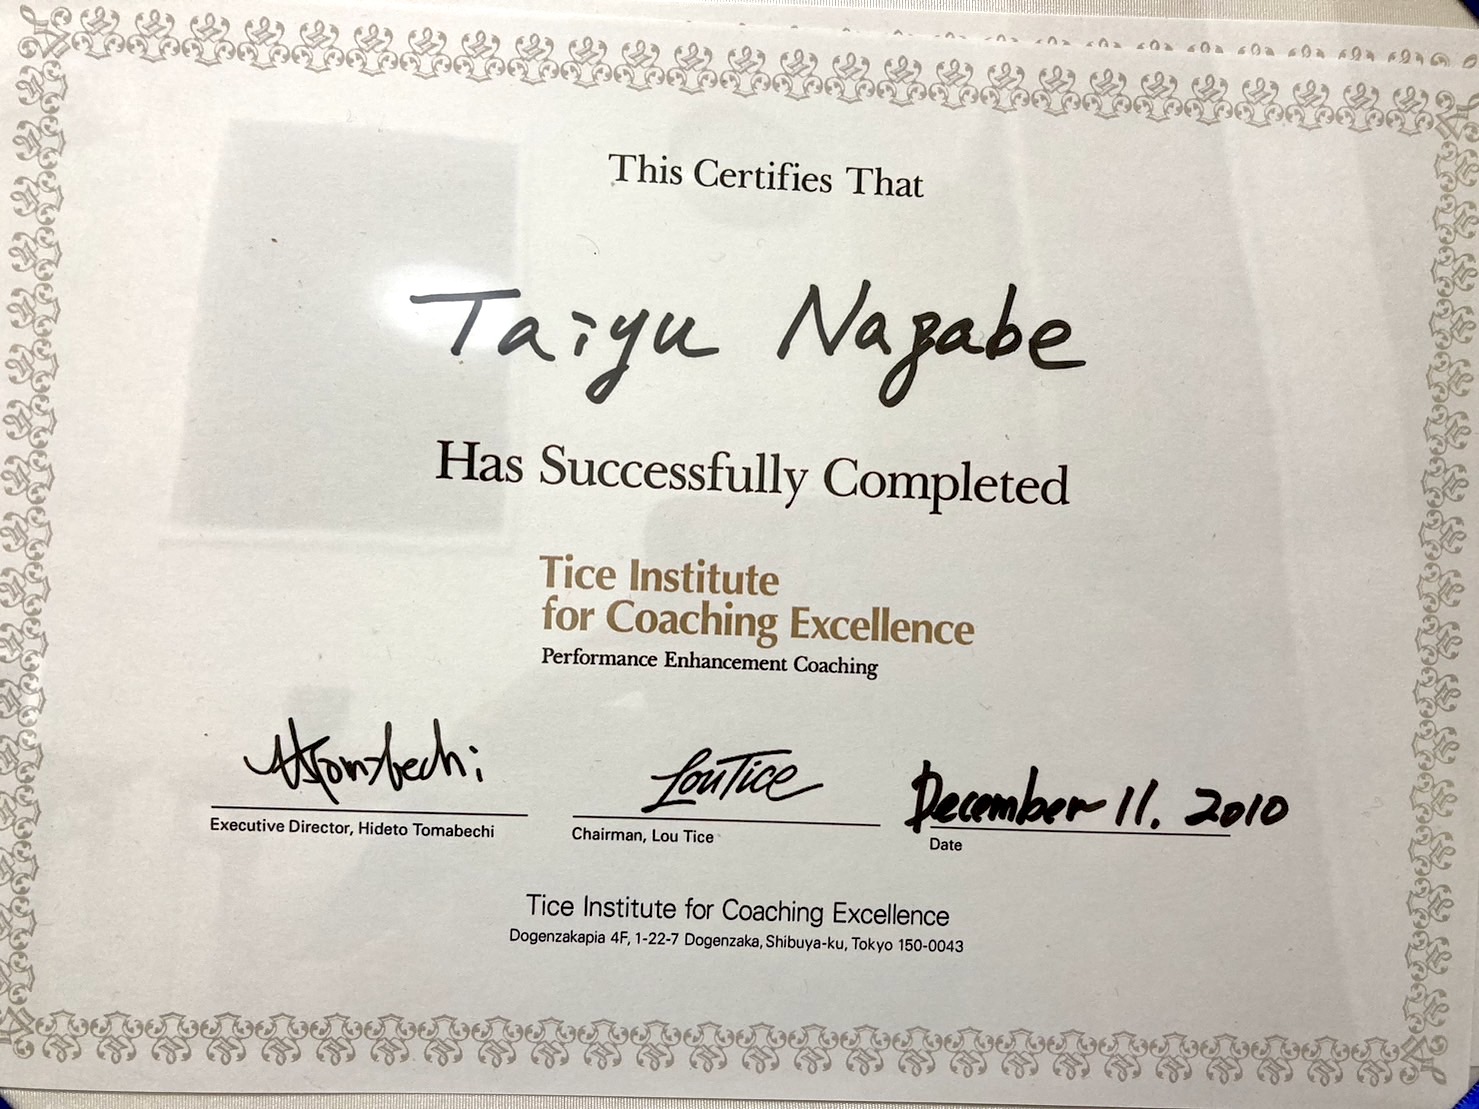 This Certifies That
Taiyu Nagabe
Has Successfully Completed
Tice Institute
for Coaching Excellence
Performance Enhancement Coaching
HTomabechi
LouTice
December 11. 2010
Executive Director, Hideto Tomabechi
Chairman, Lou Tice
Date
Tice Institute for Coaching Excellence
Dogenzakapia 4F, 1-22-7 Dogenzaka, Shibuya-ku, Tokyo 150-0043